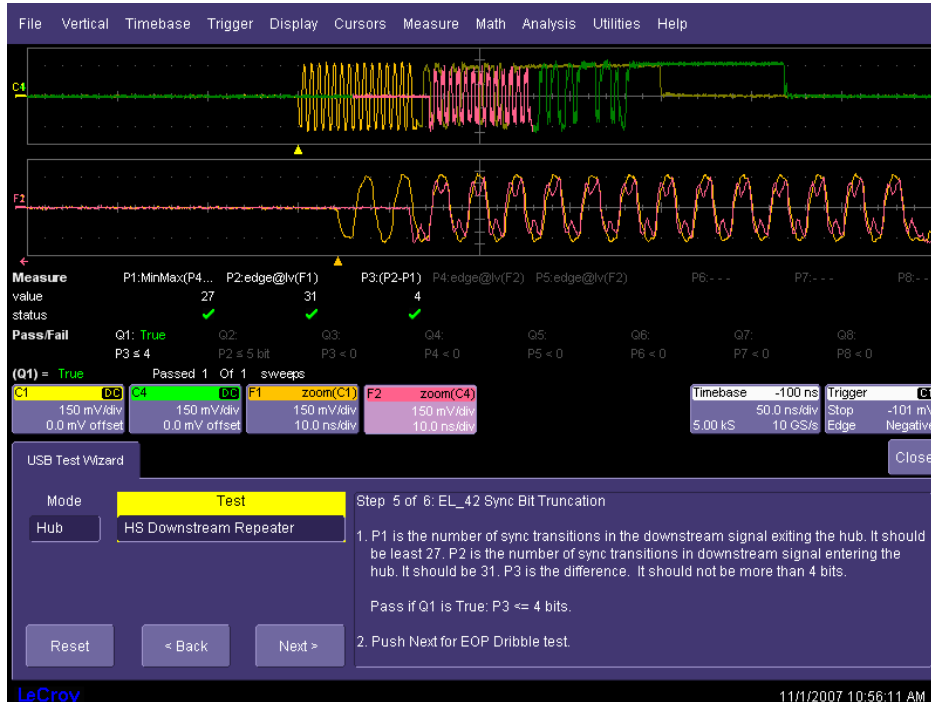 File Vertical Timebase Trigger Display Cursors Measure Math Analysis Utilities Help
C4
F2
Measure P1:MinMax(P4... P2:edge@lv(F1) P3:(P2-P1) P4:edge@lv(F2) P5:edge@lv(F2) P6:- - - P7:- - - P8:- -
value 27 31 4
status
Pass/Fail Q1: True Q2: Q3: Q4: Q5: Q6: Q7: Q8:
P3 ≤ 4 P2 ≤ 5 bit P3 < 0 P4 < 0 P5 < 0 P6 < 0 P7 < 0 P8 < 0
(Q1) = True Passed 1 Of 1 sweeps
C1 DC C4 DC F1 zoom(C1) F2 zoom(C4) Timebase -100 ns Trigger C1
150 mV/div 150 mV/div 150 mV/div 150 mV/div 50.0 ns/div Stop -101 mV
0.0 mV offset 0.0 mV offset 10.0 ns/div 10.0 ns/div 5.00 kS 10 GS/s Edge Negative
USB Test Wizard
Close
Mode Test
Hub HS Downstream Repeater
Step 5 of 6: EL_42 Sync Bit Truncation
1. P1 is the number of sync transitions in the downstream signal exiting the hub. It should
be least 27. P2 is the number of sync transitions in downstream signal entering the
hub. It should be 31. P3 is the difference. It should not be more than 4 bits.
Pass if Q1 is True: P3 <= 4 bits.
2. Push Next for EOP Dribble test.
Reset < Back Next >
LeCroy
11/1/2007 10:56:11 AM